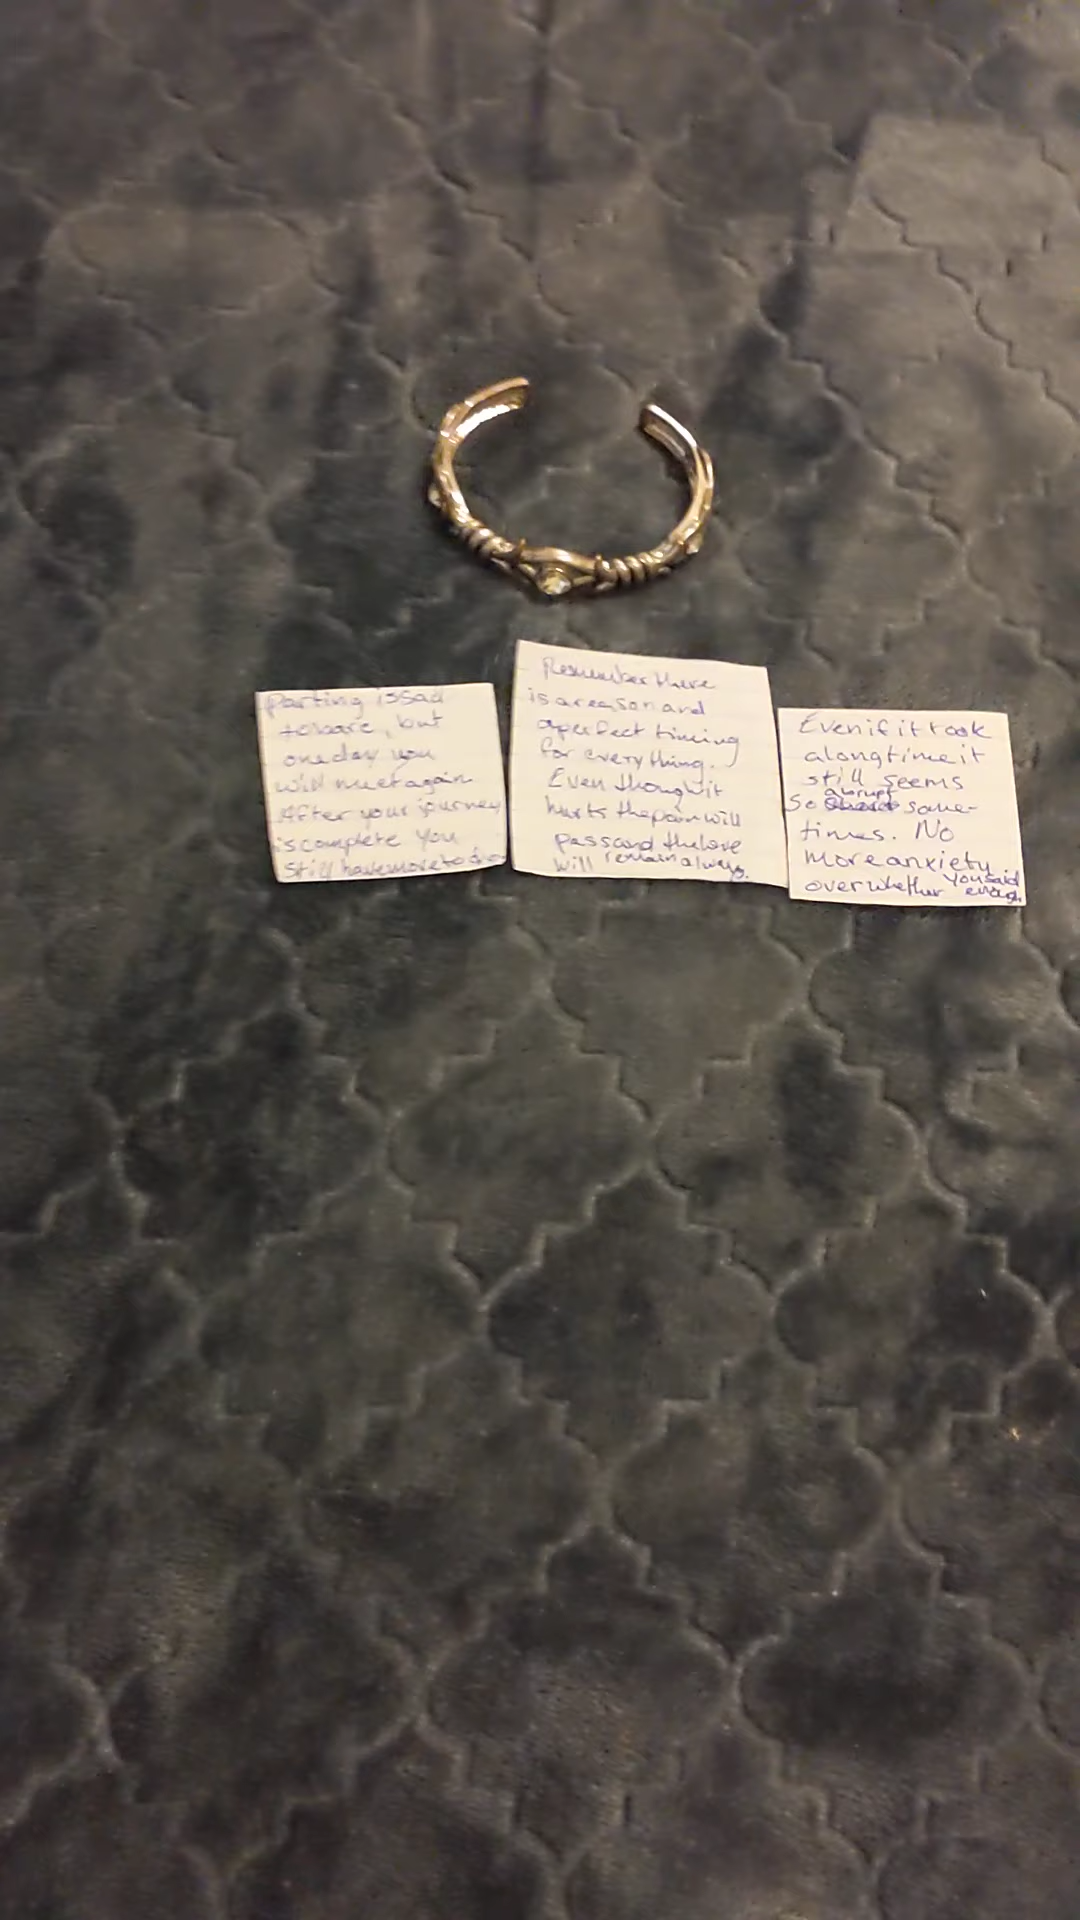 Parting is sad
to bare, but
one day you
will meet again
After your journey
is complete You
still have more to do
Remember there
is a reason and
a perfect timing
for everything.
Even though it
hurts the pain will
pass and the love
will remain always.
Even if it took
a long time it
still seems
abrupt
So some-
times. No
more anxiety
over whether you said
enough.